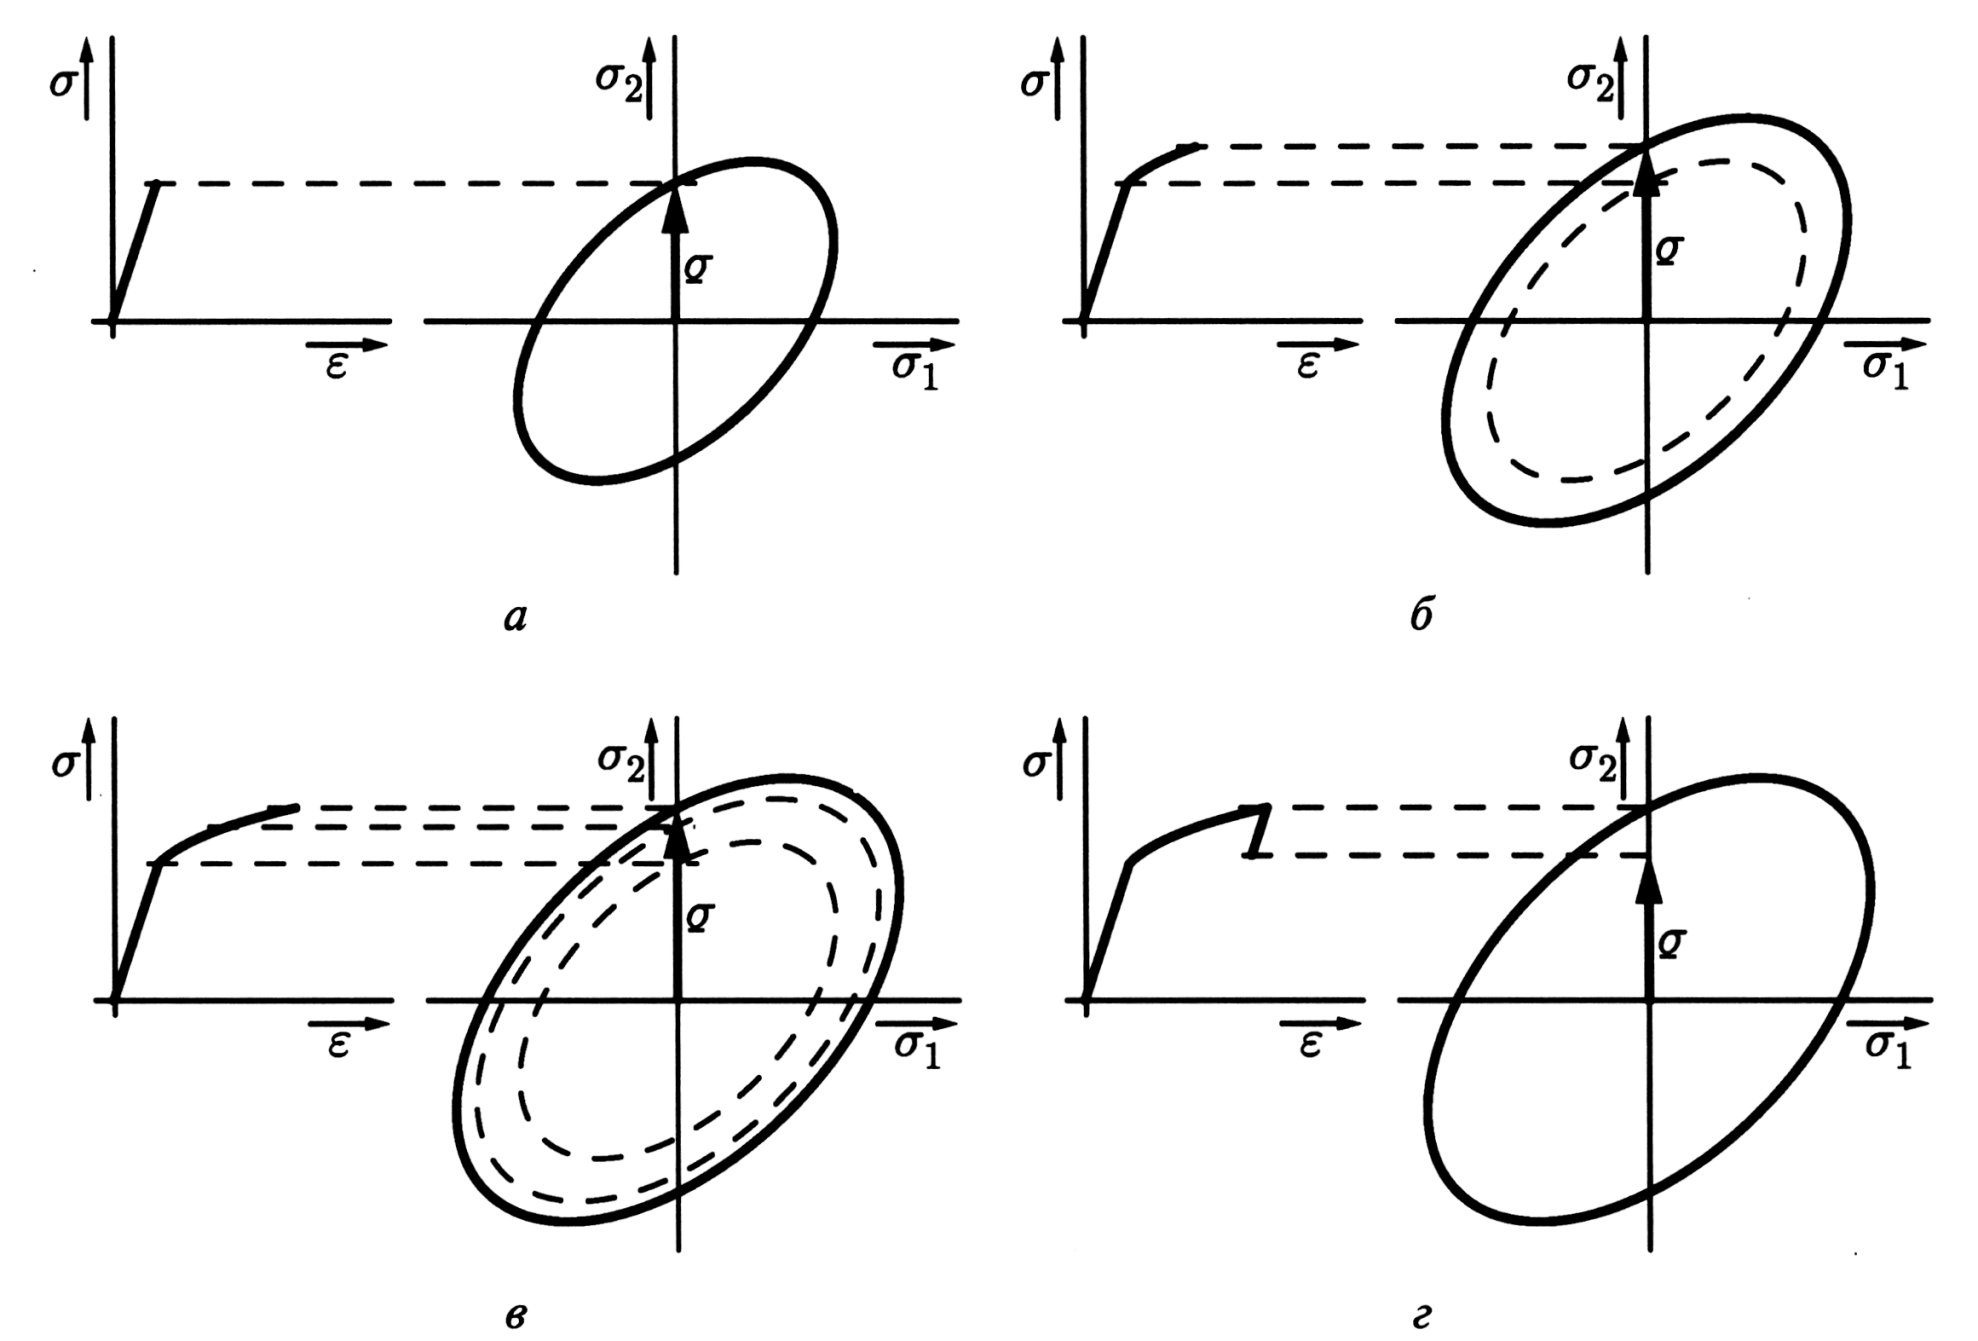 σ σ₂ σ σ₂
σ σ
ε σ₁ ε σ₁
а б
σ σ₂ σ σ₂
σ σ
ε σ₁ ε σ₁
в г